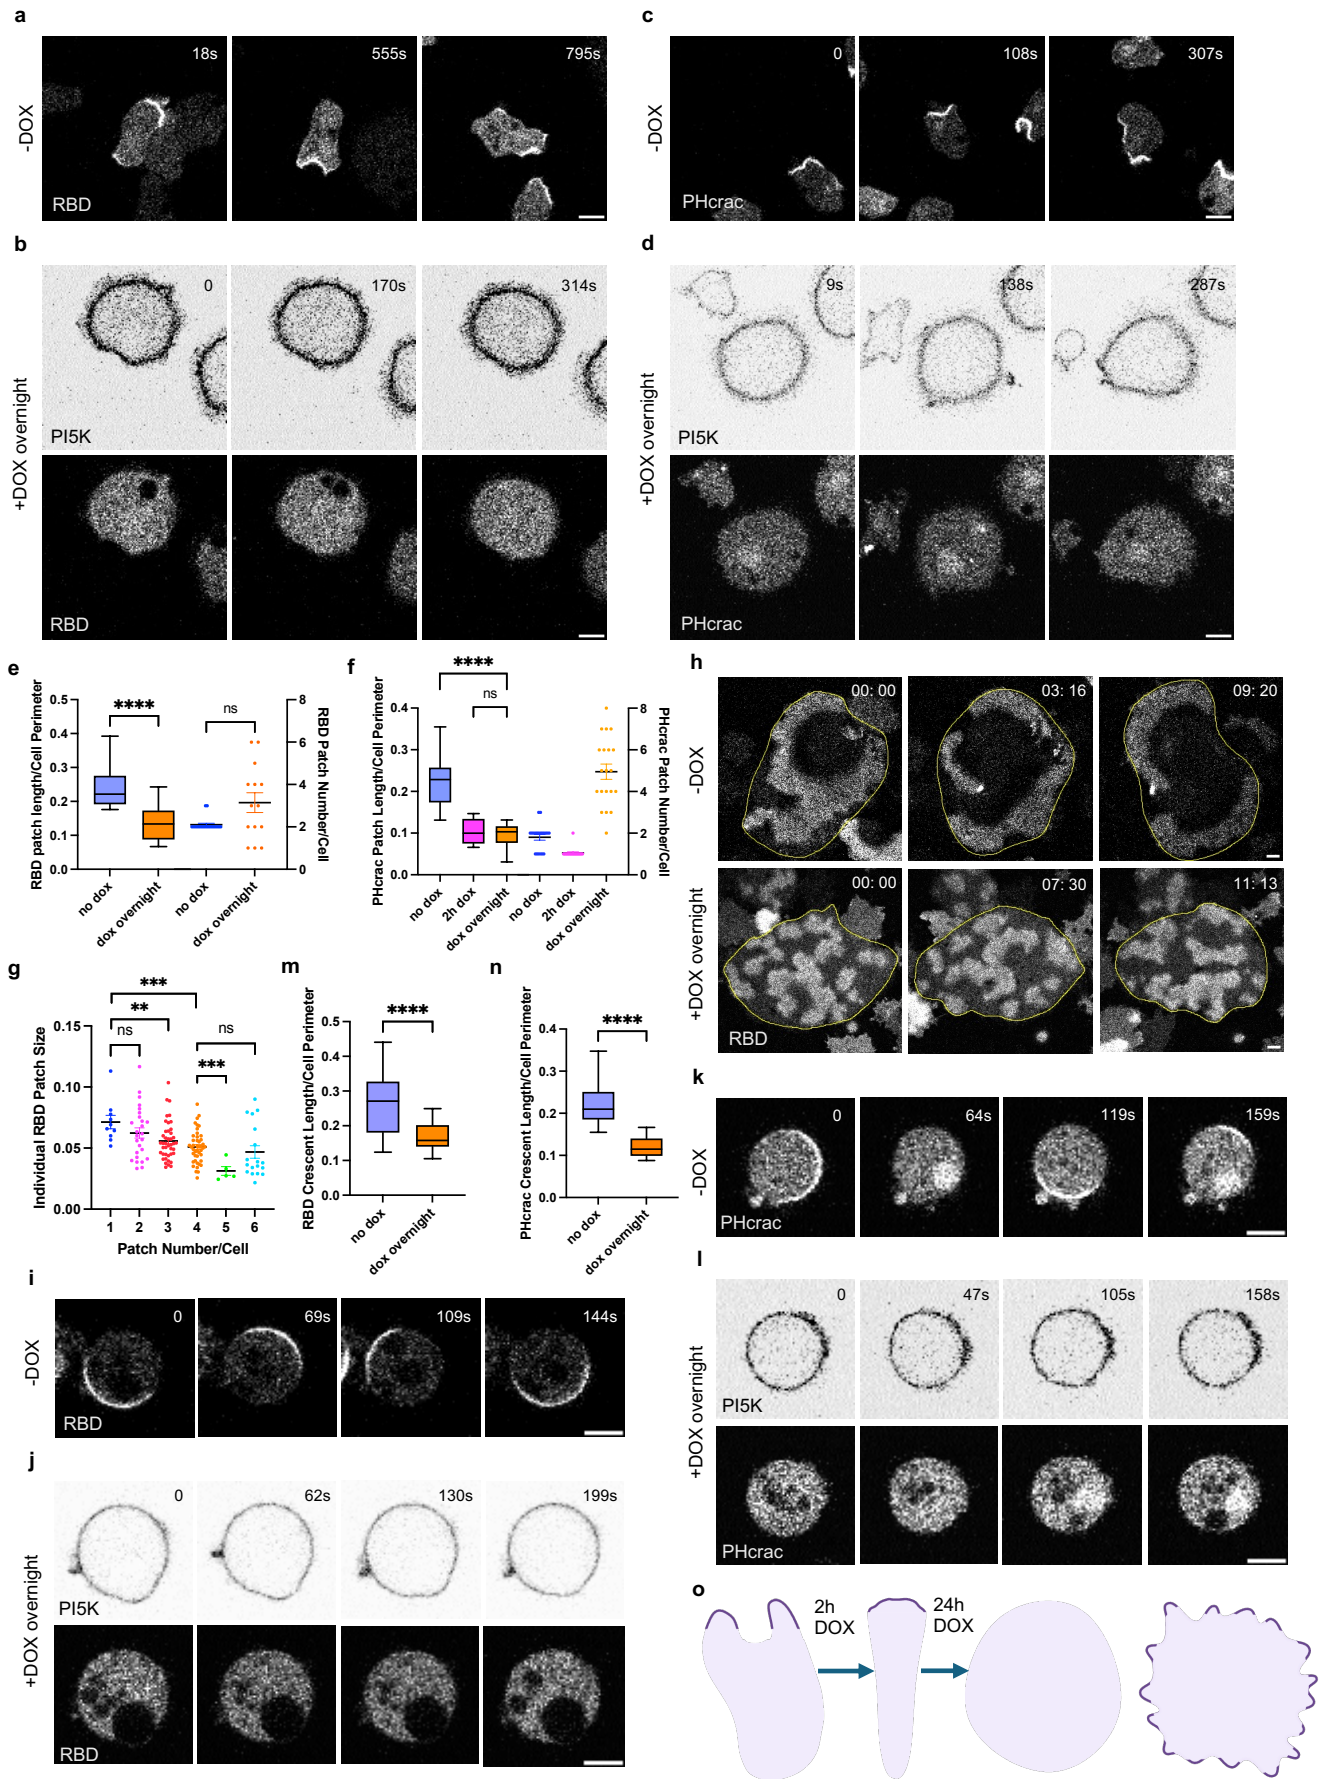 a
-DOX
18s
555s
795s
RBD
c
-DOX
0
108s
307s
PHcrac
b
+DOX overnight
0
170s
314s
PI5K
RBD
d
+DOX overnight
9s
138s
287s
PI5K
PHcrac
e
RBD patch length/Cell Perimeter
0.5
0.4
0.3
0.2
0.1
0.0
****
ns
8
6
4
2
0
RBD Patch Number/Cell
no dox
dox overnight
no dox
dox overnight
f
PHcrac Patch Length/Cell Perimeter
0.4
0.3
0.2
0.1
0.0
****
ns
8
6
4
2
0
PHcrac Patch Number/Cell
no dox
2h dox
dox overnight
no dox
2h dox
dox overnight
h
-DOX
00: 00
03: 16
09: 20
+DOX overnight
00: 00
07: 30
11: 13
RBD
g
Individual RBD Patch Size
0.15
0.10
0.05
0.00
***
**
ns
ns
***
1 2 3 4 5 6
Patch Number/Cell
m
RBD Crescent Length/Cell Perimeter
0.5
0.4
0.3
0.2
0.1
0.0
****
no dox
dox overnight
n
PHcrac Crescent Length/Cell Perimeter
0.4
0.3
0.2
0.1
0.0
****
no dox
dox overnight
k
-DOX
0
64s
119s
159s
PHcrac
i
-DOX
0
69s
109s
144s
RBD
l
+DOX overnight
0
47s
105s
158s
PI5K
PHcrac
j
+DOX overnight
0
62s
130s
199s
PI5K
RBD
o
2h
DOX
24h
DOX